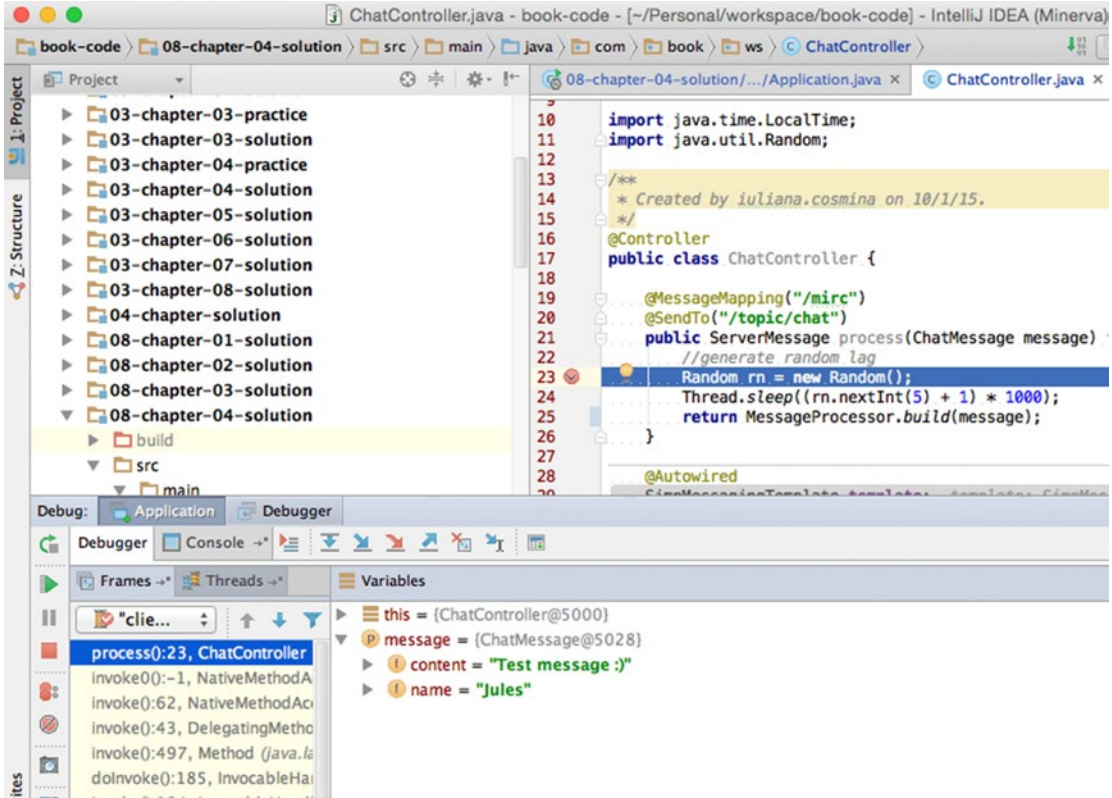 ChatController.java - book-code - [~/Personal/workspace/book-code] - IntelliJ IDEA (Minerva)
book-code 08-chapter-04-solution src main java com book ws ChatController
1: Project
Z: Structure
Project
03-chapter-03-practice
03-chapter-03-solution
03-chapter-04-practice
03-chapter-04-solution
03-chapter-05-solution
03-chapter-06-solution
03-chapter-07-solution
03-chapter-08-solution
04-chapter-solution
08-chapter-01-solution
08-chapter-02-solution
08-chapter-03-solution
08-chapter-04-solution
build
src
main
08-chapter-04-solution/.../Application.java × ChatController.java ×
9
10 import java.time.LocalTime;
11 import java.util.Random;
12
13 /**
14 * Created by iuliana.cosmina on 10/1/15.
15 */
16 @Controller
17 public class ChatController {
18
19 @MessageMapping("/mirc")
20 @SendTo("/topic/chat")
21 public ServerMessage process(ChatMessage message)
22 //generate random lag
23 Random rn = new Random();
24 Thread.sleep((rn.nextInt(5) + 1) * 1000);
25 return MessageProcessor.build(message);
26 }
27
28 @Autowired
Debug: Application Debugger
Debugger Console
Frames Threads
"clie...
process():23, ChatController
invoke0():-1, NativeMethodA
invoke():62, NativeMethodAc
invoke():43, DelegatingMetho
invoke():497, Method (java.la
doInvoke():185, InvocableHa
Variables
this = {ChatController@5000}
message = {ChatMessage@5028}
content = "Test message :)"
name = "Jules"